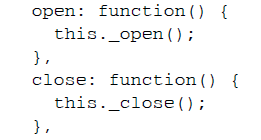 open: function() {
  this._open();
},
close: function() {
  this._close();
},